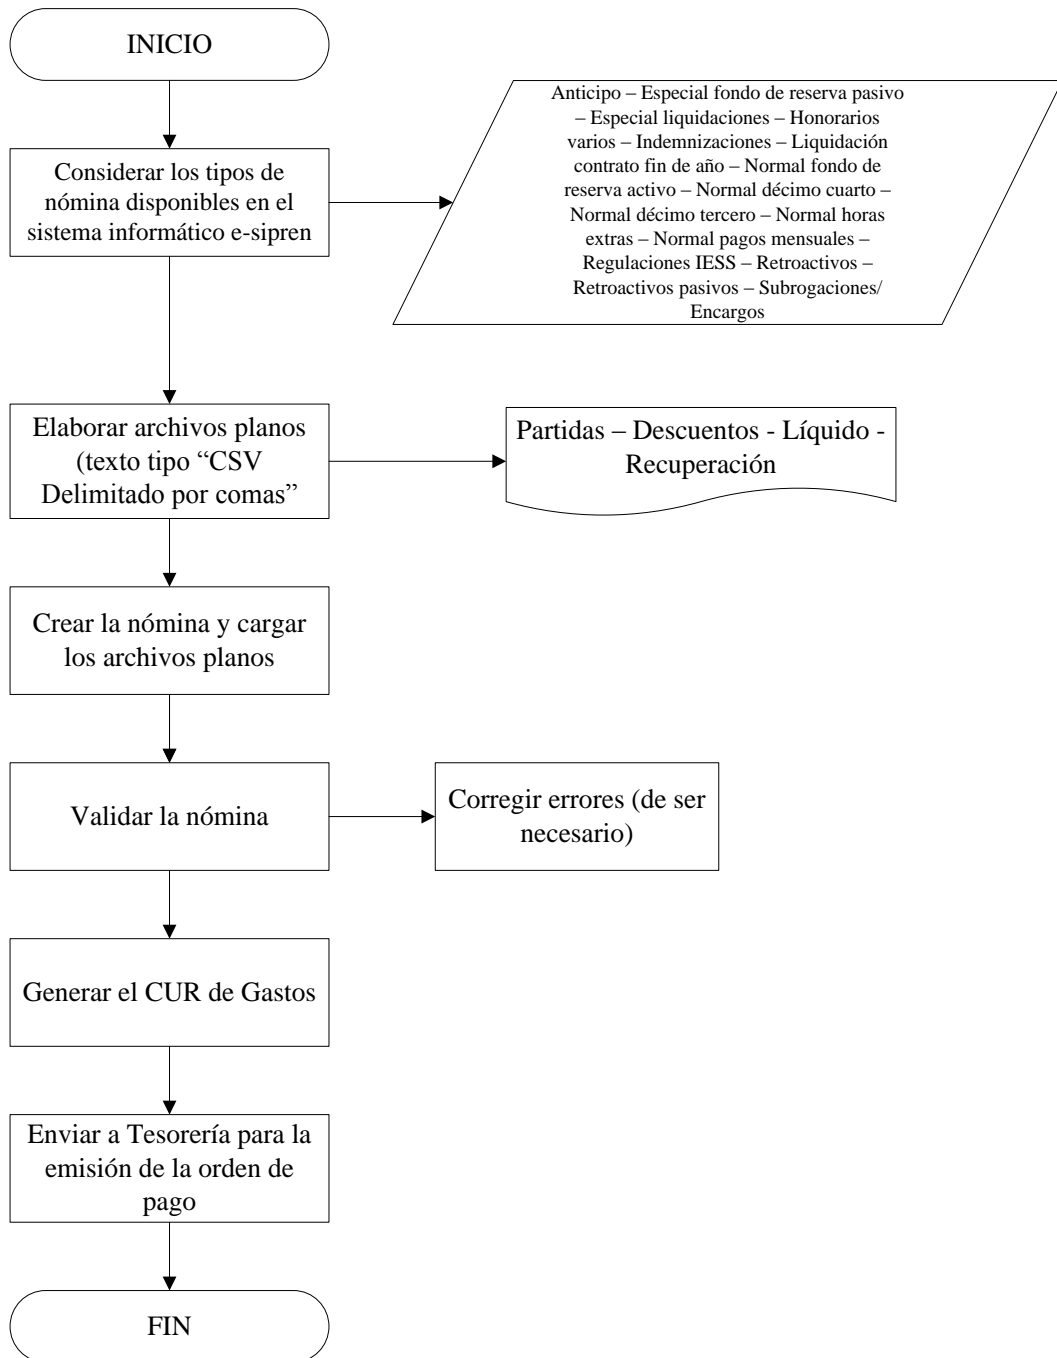 INICIO
Considerar los tipos de
nómina disponibles en el
sistema informático e-sipren
Anticipo – Especial fondo de reserva pasivo
– Especial liquidaciones – Honorarios
varios – Indemnizaciones – Liquidación
contrato fin de año – Normal fondo de
reserva activo – Normal décimo cuarto –
Normal décimo tercero – Normal horas
extras – Normal pagos mensuales –
Regulaciones IESS – Retroactivos –
Retroactivos pasivos – Subrogaciones/
Encargos
Elaborar archivos planos
(texto tipo “CSV
Delimitado por comas”
Partidas – Descuentos - Líquido -
Recuperación
Crear la nómina y cargar
los archivos planos
Validar la nómina
Corregir errores (de ser
necesario)
Generar el CUR de Gastos
Enviar a Tesorería para la
emisión de la orden de
pago
FIN